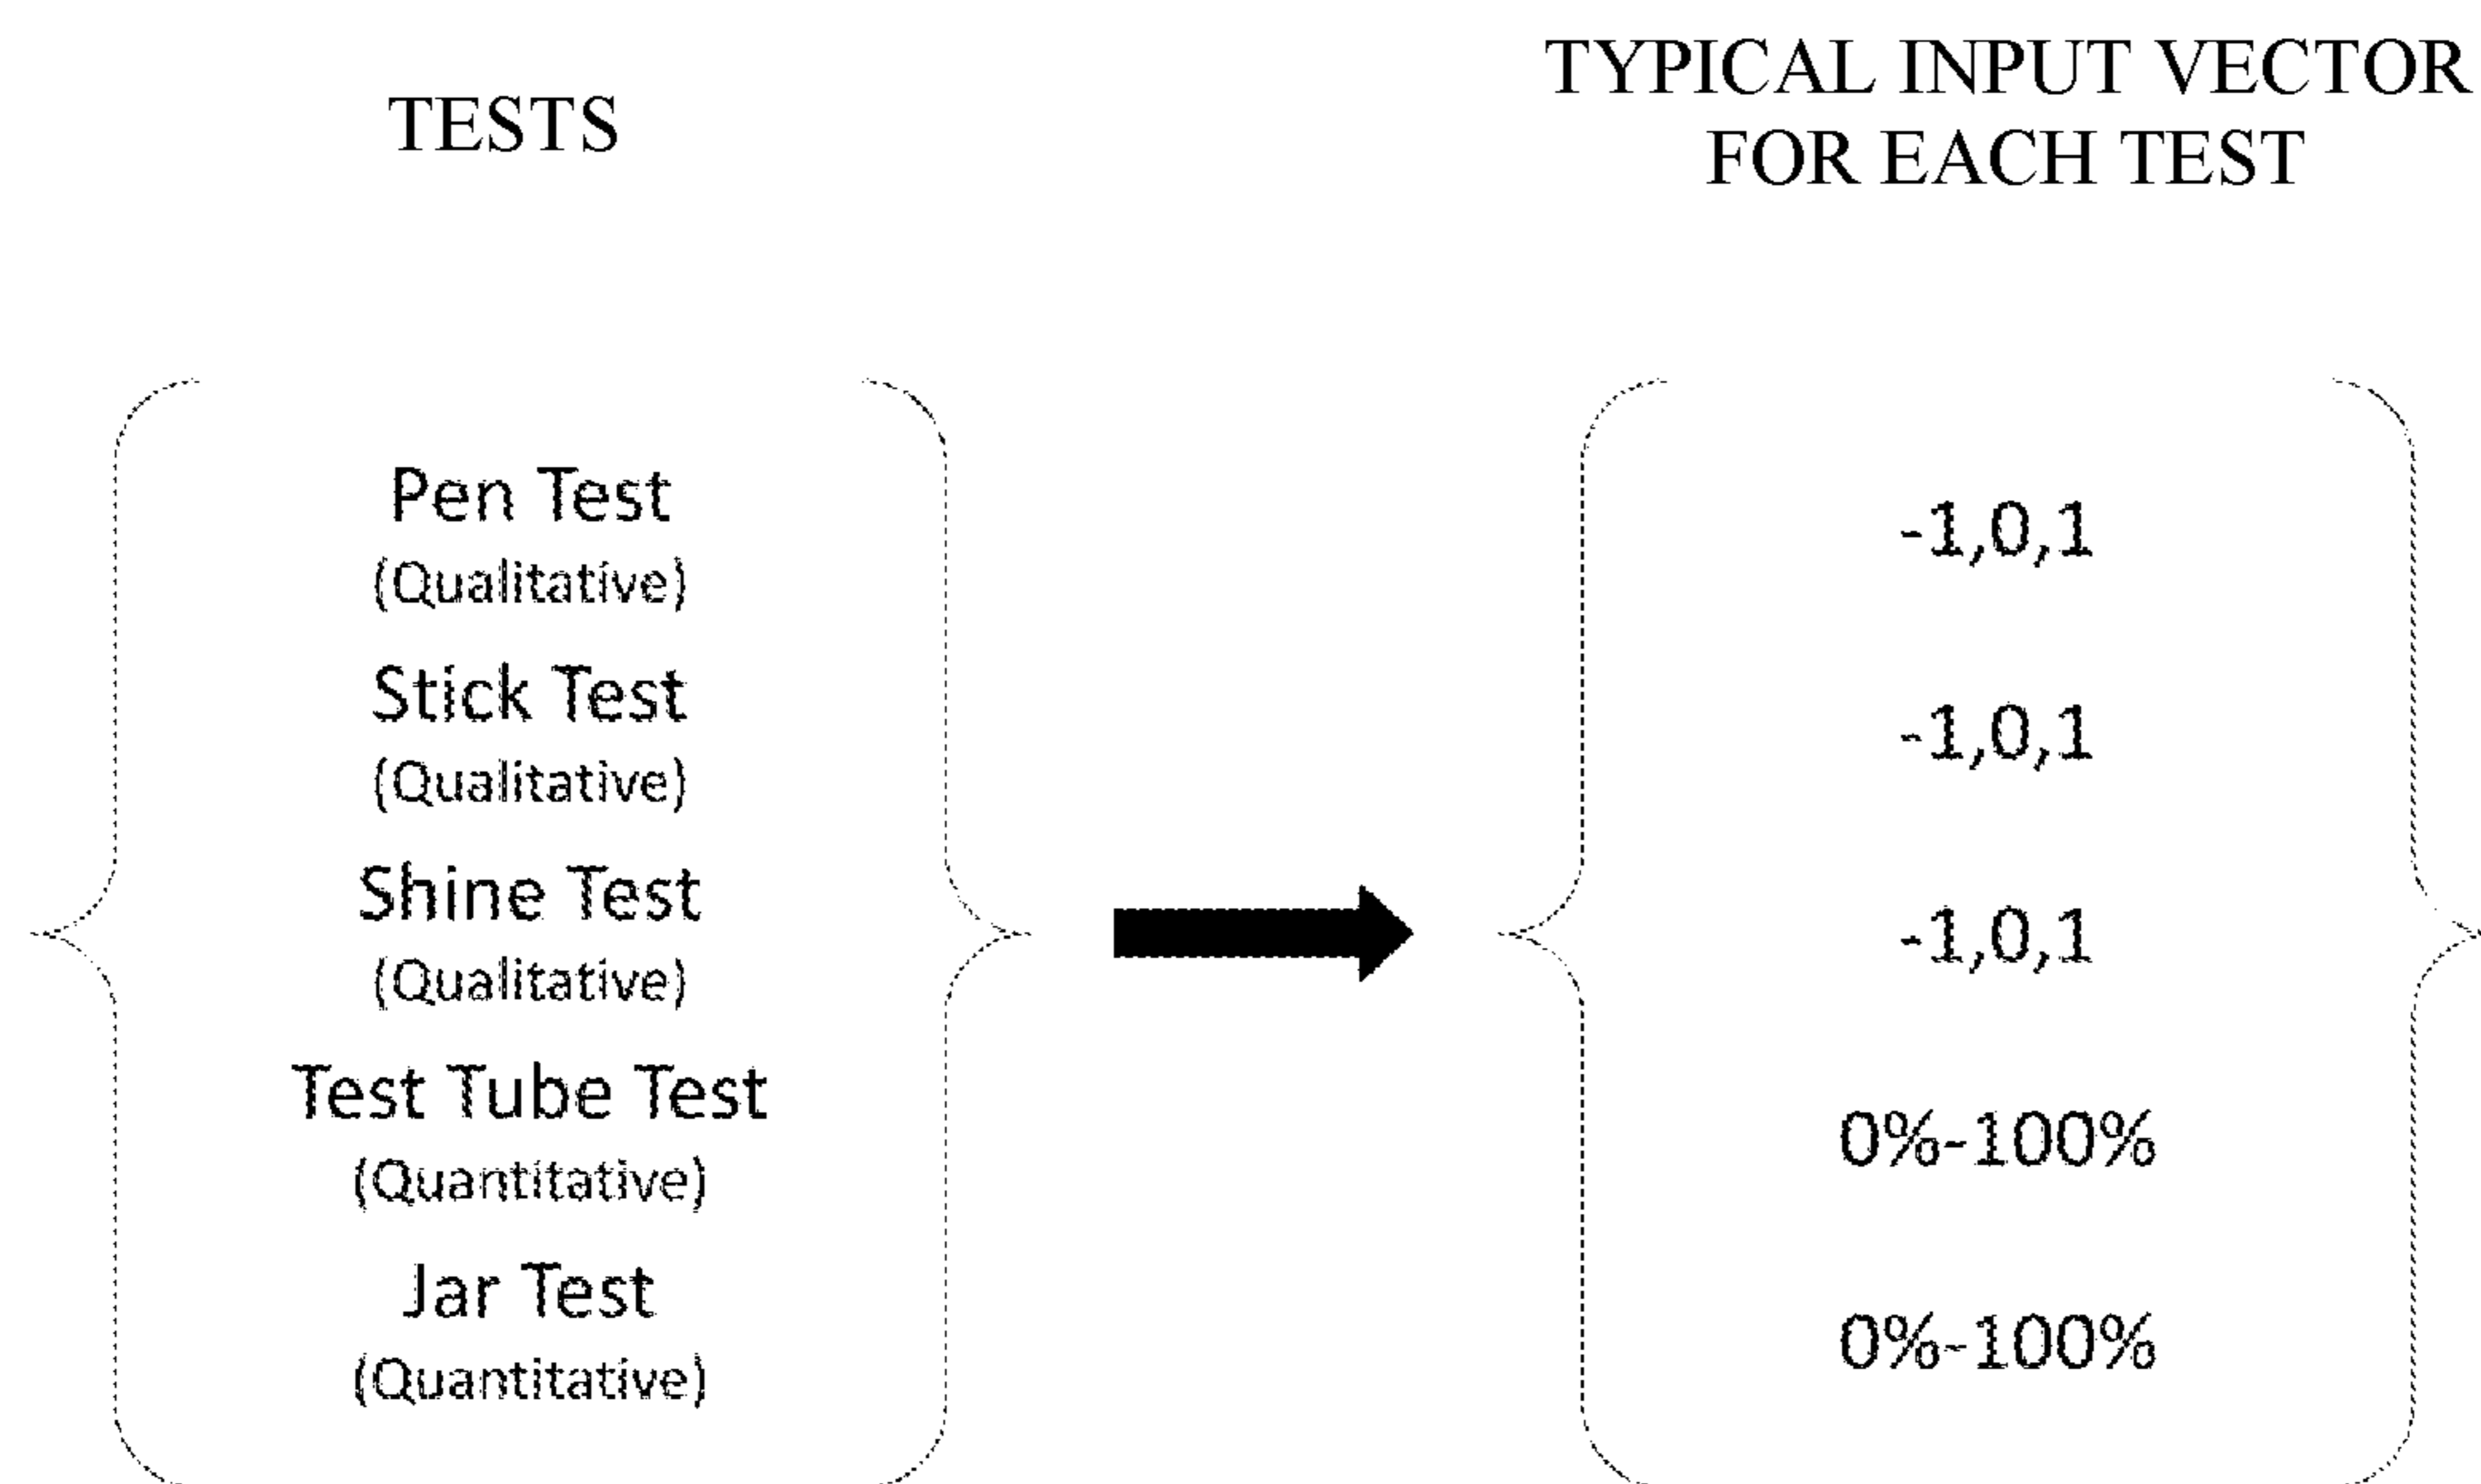 TESTS
TYPICAL INPUT VECTOR
FOR EACH TEST
Pen Test
(Qualitative)
Stick Test
(Qualitative)
Shine Test
(Qualitative)
Test Tube Test
(Quantitative)
Jar Test
(Quantitative)
-1,0,1
-1,0,1
-1,0,1
0%-100%
0%-100%